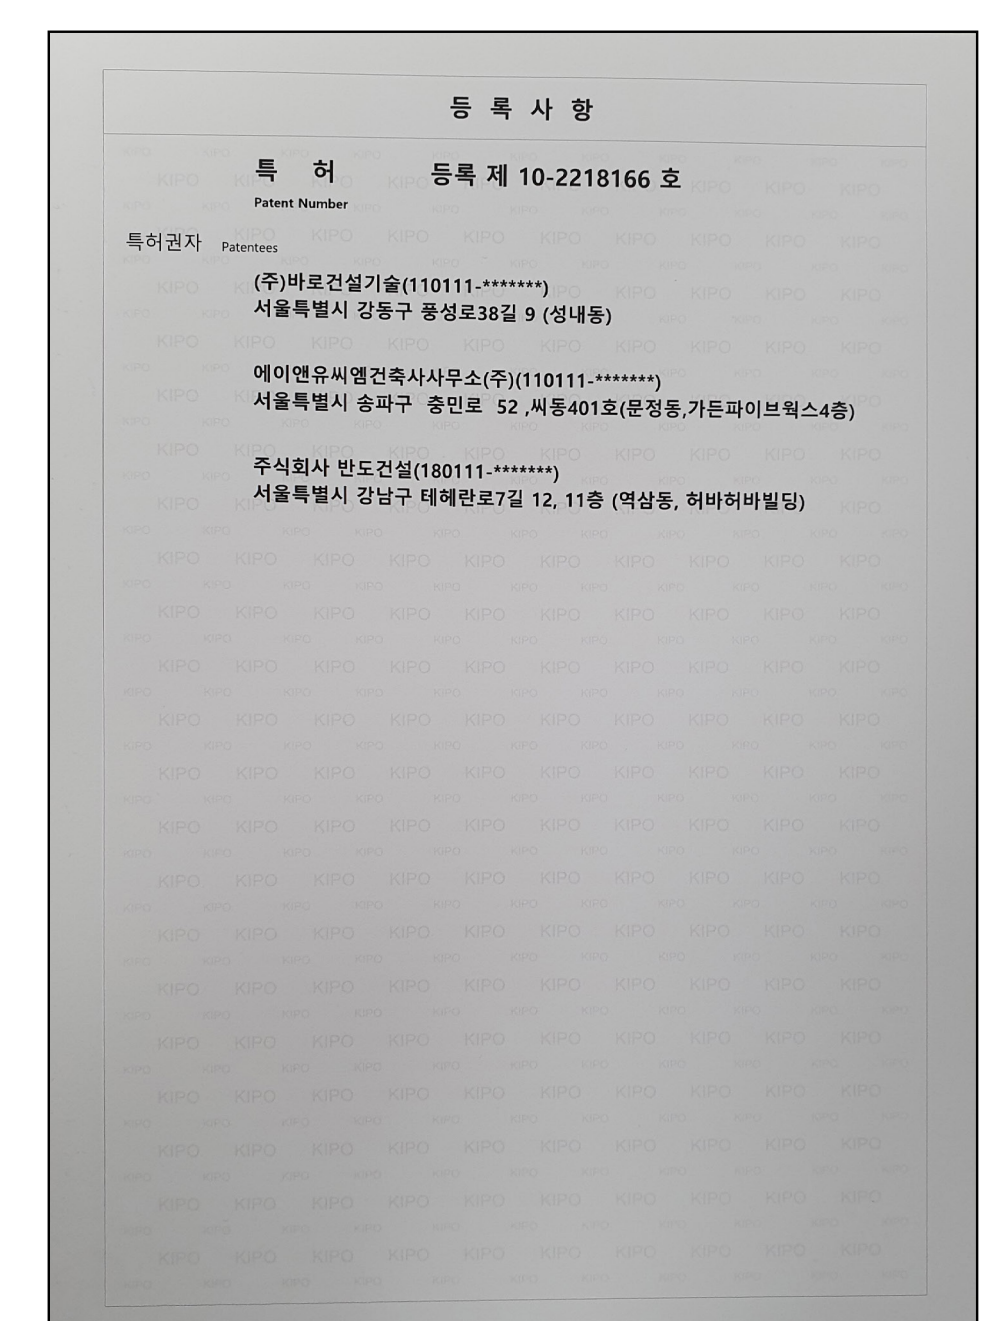 등 록 사 항
특 허 등록 제 10-2218166 호
Patent Number
특허권자 Patentees
(주)바로건설기술(110111-*******)
서울특별시 강동구 풍성로38길 9 (성내동)
에이앤유씨엠건축사사무소(주)(110111-*******)
서울특별시 송파구 충민로 52 ,씨동401호(문정동,가든파이브웍스4층)
주식회사 반도건설(180111-*******)
서울특별시 강남구 테헤란로7길 12, 11층 (역삼동, 허바허바빌딩)